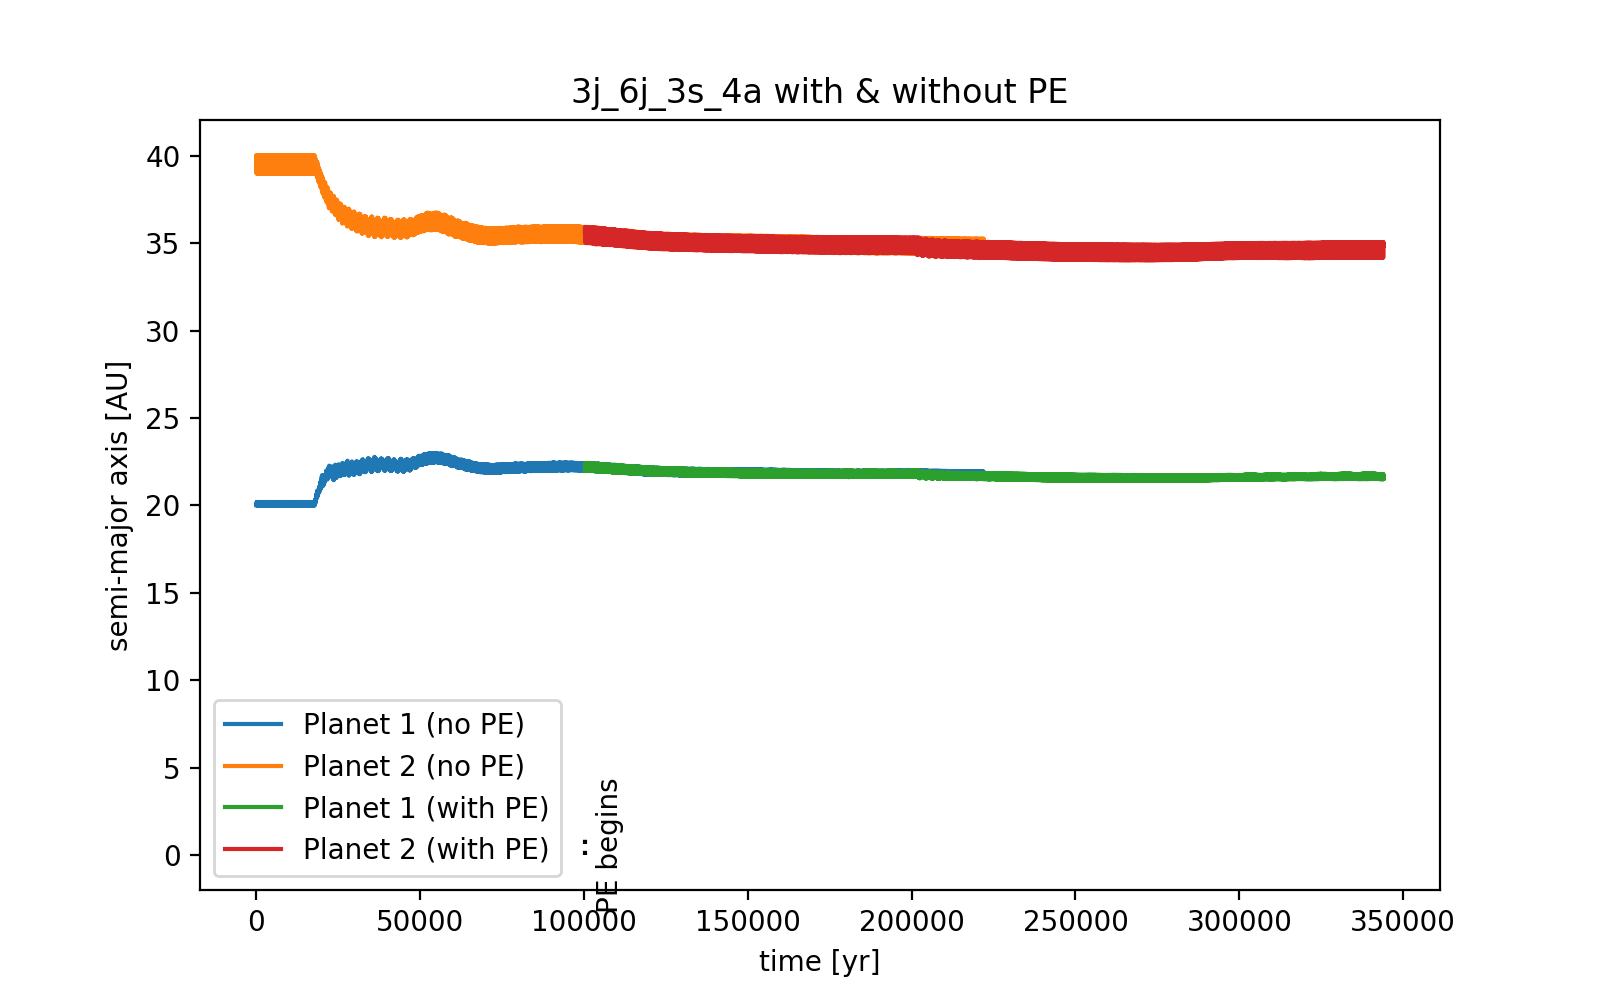 3j_6j_3s_4a with & without PE
semi-major axis [AU]
40
35
30
25
20
15
10
5
0
Planet 1 (no PE)
Planet 2 (no PE)
Planet 1 (with PE)
Planet 2 (with PE)
PE begins
0
50000
100000
150000
200000
250000
300000
350000
time [yr]